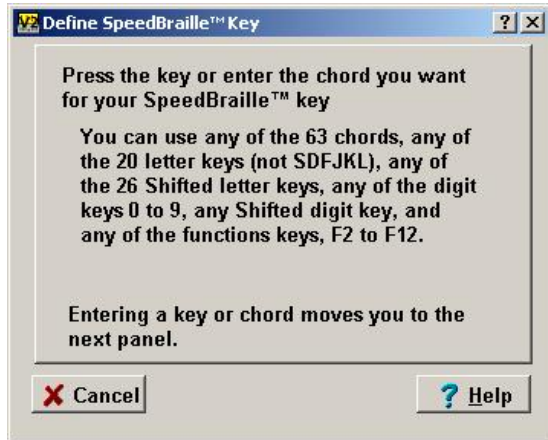 Define SpeedBraille™ Key
Press the key or enter the chord you want
for your SpeedBraille™ key
You can use any of the 63 chords, any of
the 20 letter keys (not SDFJKL), any of
the 26 Shifted letter keys, any of the digit
keys 0 to 9, any Shifted digit key, and
any of the functions keys, F2 to F12.
Entering a key or chord moves you to the
next panel.
Cancel
Help